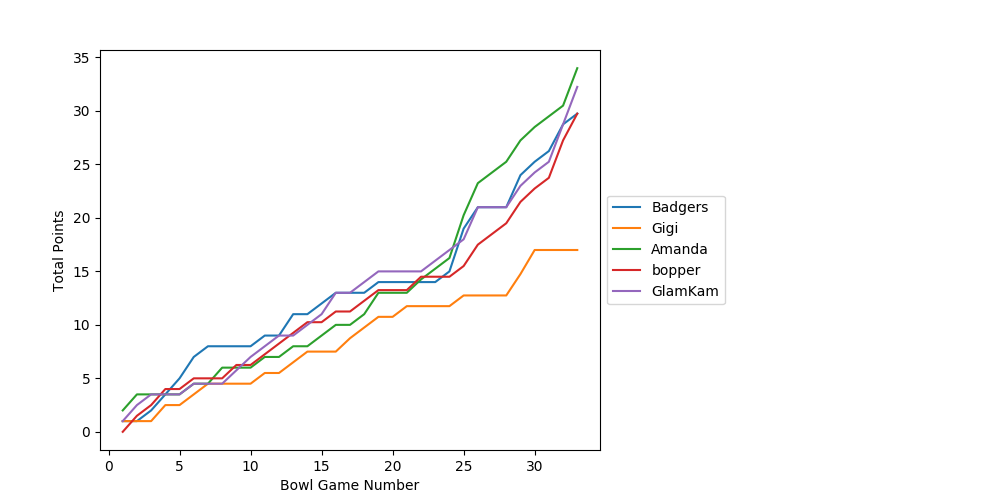 35
30
25
20
15
10
5
0
Total Points
0 5 10 15 20 25 30
Bowl Game Number
Badgers
Gigi
Amanda
bopper
GlamKam